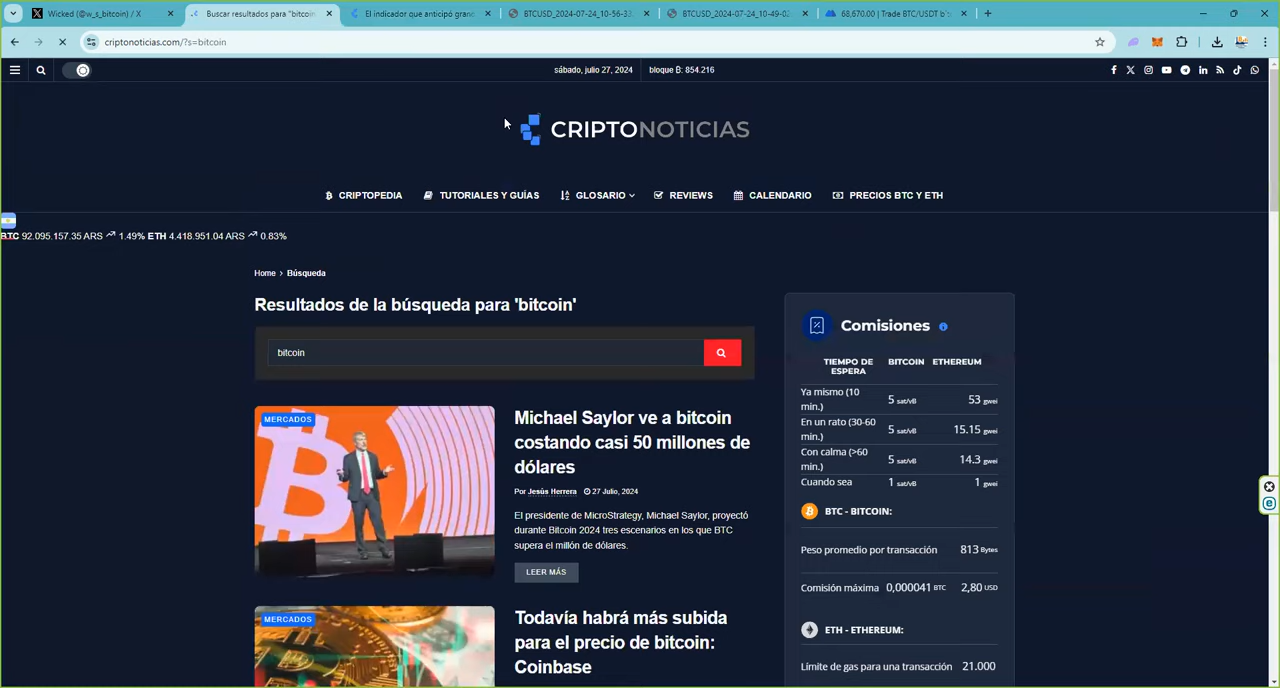 Wicked (@w_s_bitcoin) / X
Buscar resultados para "bitcoin
El indicador que anticipó gran
BTCUSD_2024-07-24_10-56-33.
BTCUSD_2024-07-24_10-49-02
68,670.00 | Trade BTC/USDT b
criptonoticias.com/?s=bitcoin
sábado, julio 27, 2024
bloque ₿: 854.216
CRIPTONOTICIAS
CRIPTOPEDIA
TUTORIALES Y GUÍAS
GLOSARIO
REVIEWS
CALENDARIO
PRECIOS BTC Y ETH
BTC 92.095.157.35 ARS 1.49% ETH 4.418.951.04 ARS 0.83%
Home > Búsqueda
Resultados de la búsqueda para 'bitcoin'
bitcoin
MERCADOS
Michael Saylor ve a bitcoin
costando casi 50 millones de
dólares
Por Jesús Herrera 27 Julio, 2024
El presidente de MicroStrategy, Michael Saylor, proyectó
durante Bitcoin 2024 tres escenarios en los que BTC
supera el millón de dólares.
LEER MÁS
MERCADOS
Todavía habrá más subida
para el precio de bitcoin:
Coinbase
Comisiones
TIEMPO DE ESPERA BITCOIN ETHEREUM
Ya mismo (10 min.) 5 sat/vB 53 gwei
En un rato (30-60 min.) 5 sat/vB 15.15 gwei
Con calma (>60 min.) 5 sat/vB 14.3 gwei
Cuando sea 1 sat/vB 1 gwei
BTC - BITCOIN:
Peso promedio por transacción 813 Bytes
Comisión máxima 0,000041 BTC 2,80 USD
ETH - ETHEREUM:
Límite de gas para una transacción 21.000